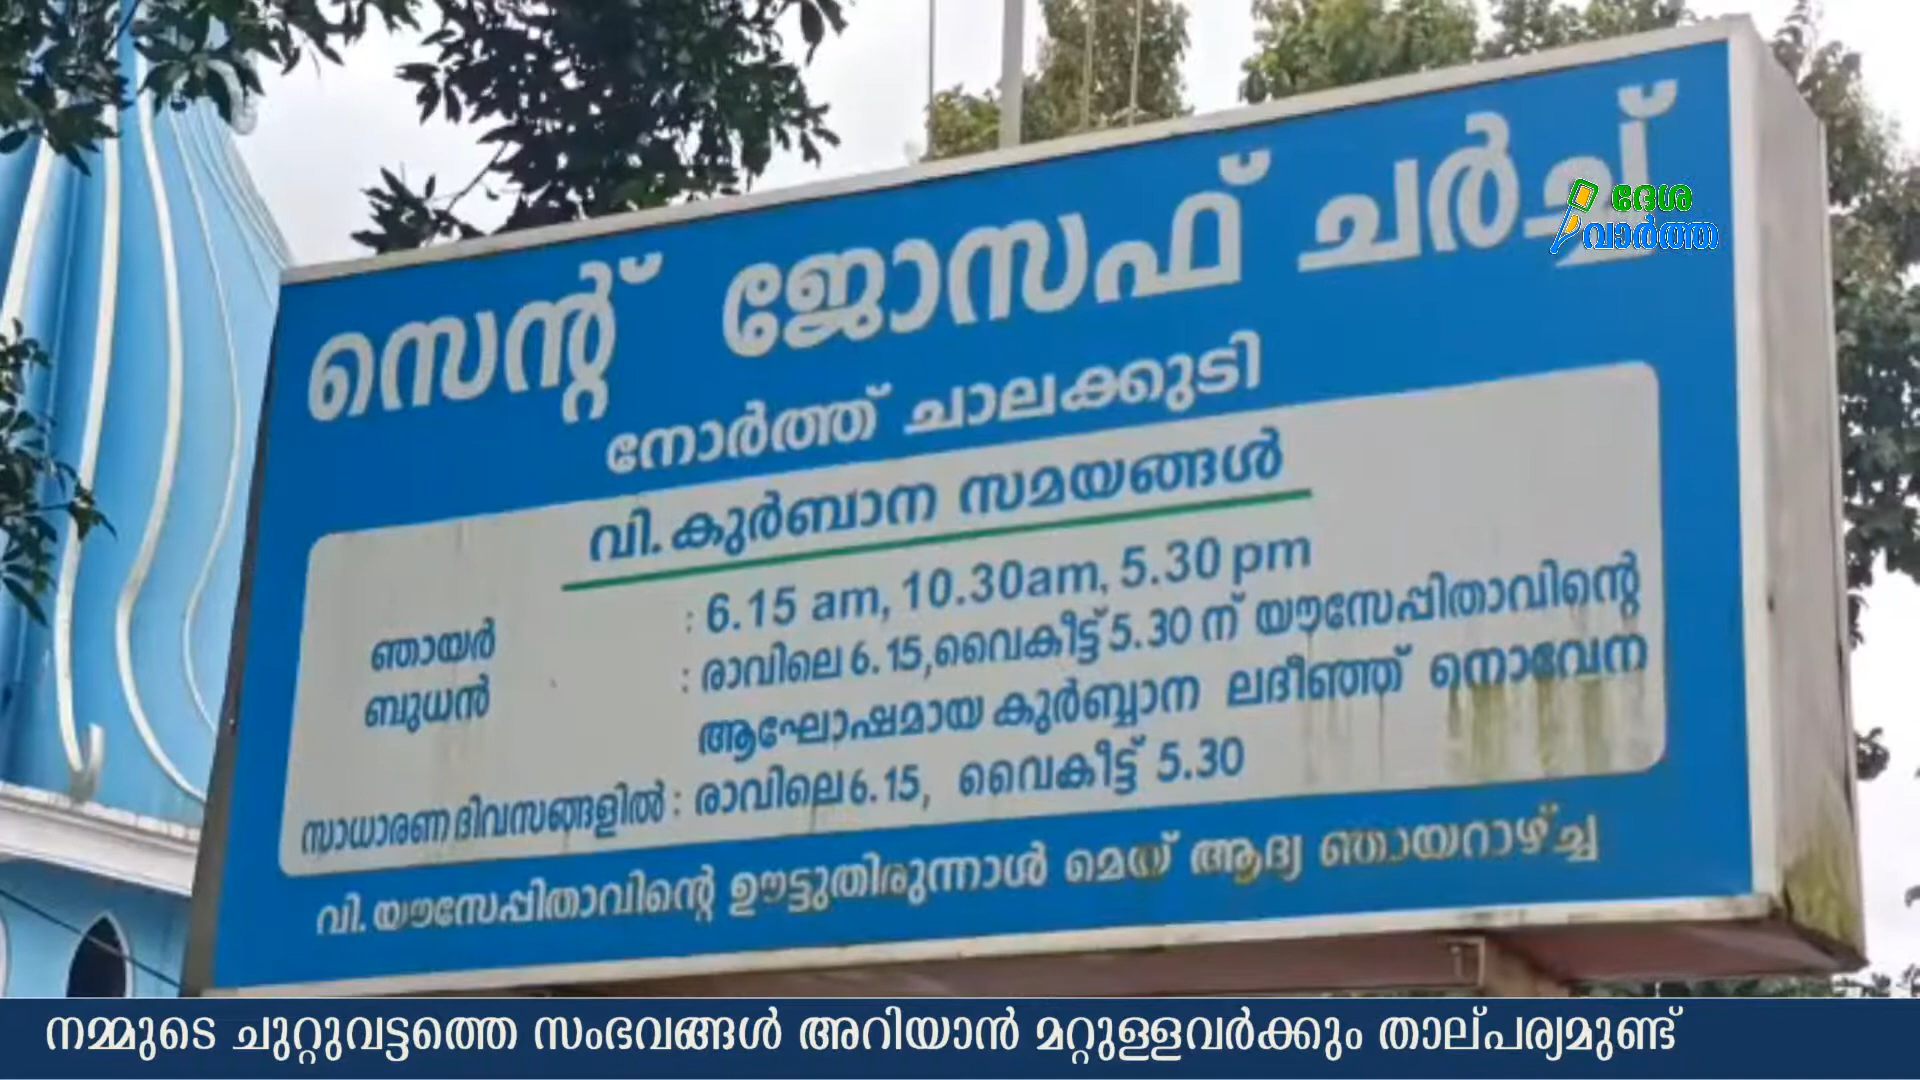 സെന്റ് ജോസഫ് ചർച്ച്
ദേശ
വാർത്ത
നോർത്ത് ചാലക്കുടി
വി. കുർബാന സമയങ്ങൾ
ഞായർ : 6.15 am, 10.30am, 5.30 pm
ബുധൻ : രാവിലെ 6.15, വൈകീട്ട് 5.30 ന് യൗസേപ്പിതാവിന്റെ
ആഘോഷമായ കുർബ്ബാന ലദീഞ്ഞ് നൊവേന
സാധാരണ ദിവസങ്ങളിൽ : രാവിലെ 6.15, വൈകീട്ട് 5.30
വി. യൗസേപ്പിതാവിന്റെ ഊട്ടുതിരുന്നാൾ മെയ് ആദ്യ ഞായറാഴ്ച്ച
നമ്മുടെ ചുറ്റുവട്ടത്തെ സംഭവങ്ങൾ അറിയാൻ മറ്റുള്ളവർക്കും താല്പര്യമുണ്ട്